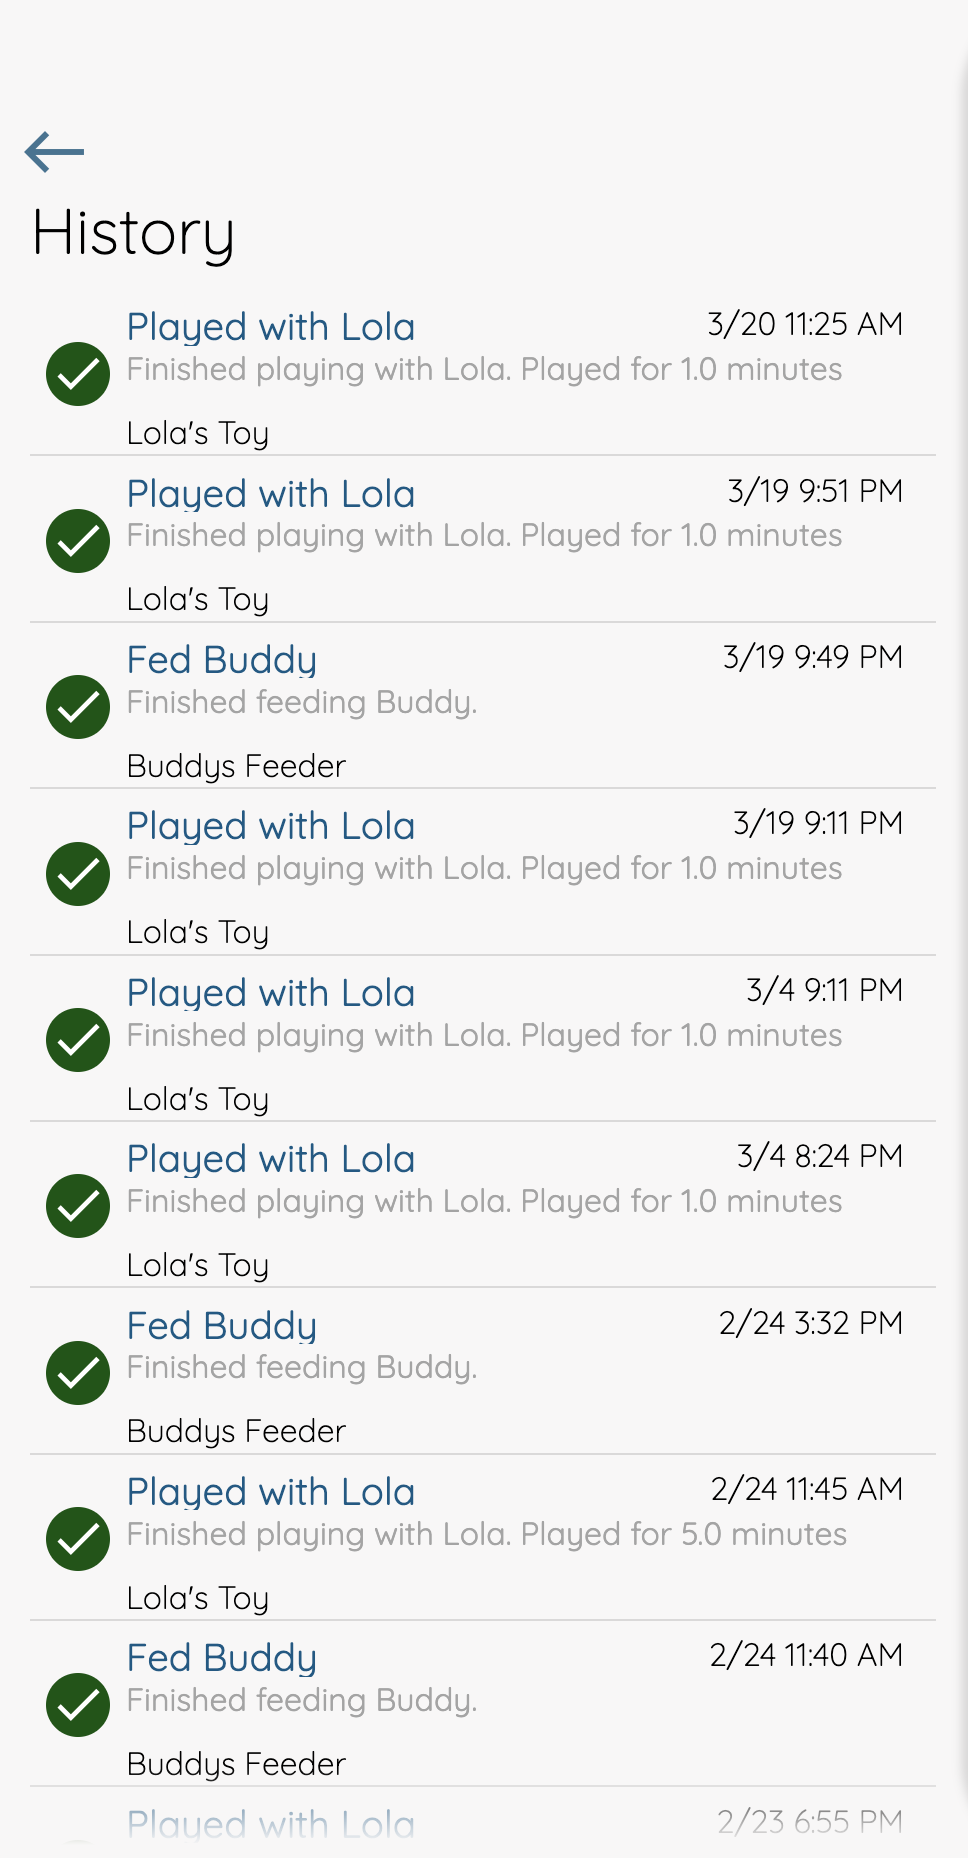 History
Played with Lola 3/20 11:25 AM
Finished playing with Lola. Played for 1.0 minutes
Lola's Toy
Played with Lola 3/19 9:51 PM
Finished playing with Lola. Played for 1.0 minutes
Lola's Toy
Fed Buddy 3/19 9:49 PM
Finished feeding Buddy.
Buddys Feeder
Played with Lola 3/19 9:11 PM
Finished playing with Lola. Played for 1.0 minutes
Lola's Toy
Played with Lola 3/4 9:11 PM
Finished playing with Lola. Played for 1.0 minutes
Lola's Toy
Played with Lola 3/4 8:24 PM
Finished playing with Lola. Played for 1.0 minutes
Lola's Toy
Fed Buddy 2/24 3:32 PM
Finished feeding Buddy.
Buddys Feeder
Played with Lola 2/24 11:45 AM
Finished playing with Lola. Played for 5.0 minutes
Lola's Toy
Fed Buddy 2/24 11:40 AM
Finished feeding Buddy.
Buddys Feeder
Played with Lola 2/23 6:55 PM